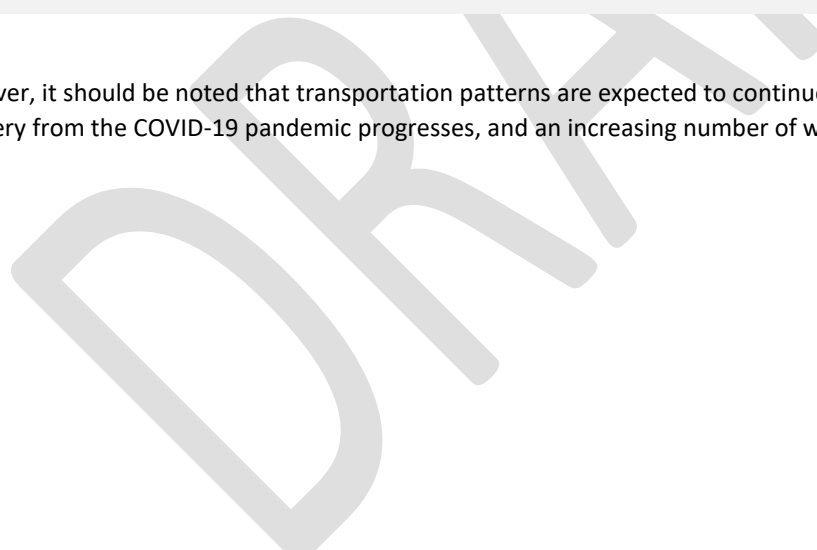 ver, it should be noted that transportation patterns are expected to continue
ery from the COVID-19 pandemic progresses, and an increasing number of w
DRA